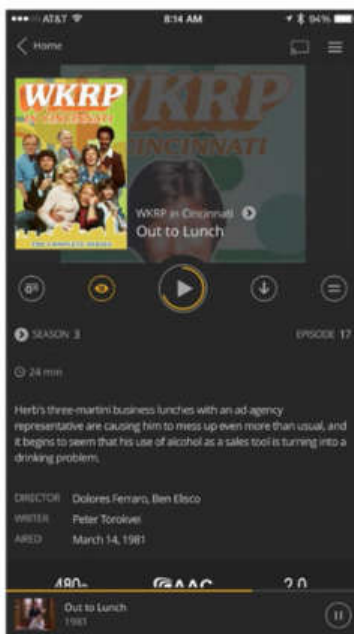 AT&T 8:14 AM 94%
Home
WKRP
IN CINCINNATI
THE COMPLETE SERIES
WKRP
CINCINNATI
WKRP in Cincinnati
Out to Lunch
SEASON 3 EPISODE 17
24 min
Herb's three-martini business lunches with an ad agency
representative are causing him to mess up even more than usual, and
it begins to seem that his use of alcohol as a sales tool is turning into a
drinking problem.
DIRECTOR Dolores Ferraro, Ben Elisco
WRITER Peter Torokvei
AIRED March 14, 1981
480p AAC 2.0
Out to Lunch
1981